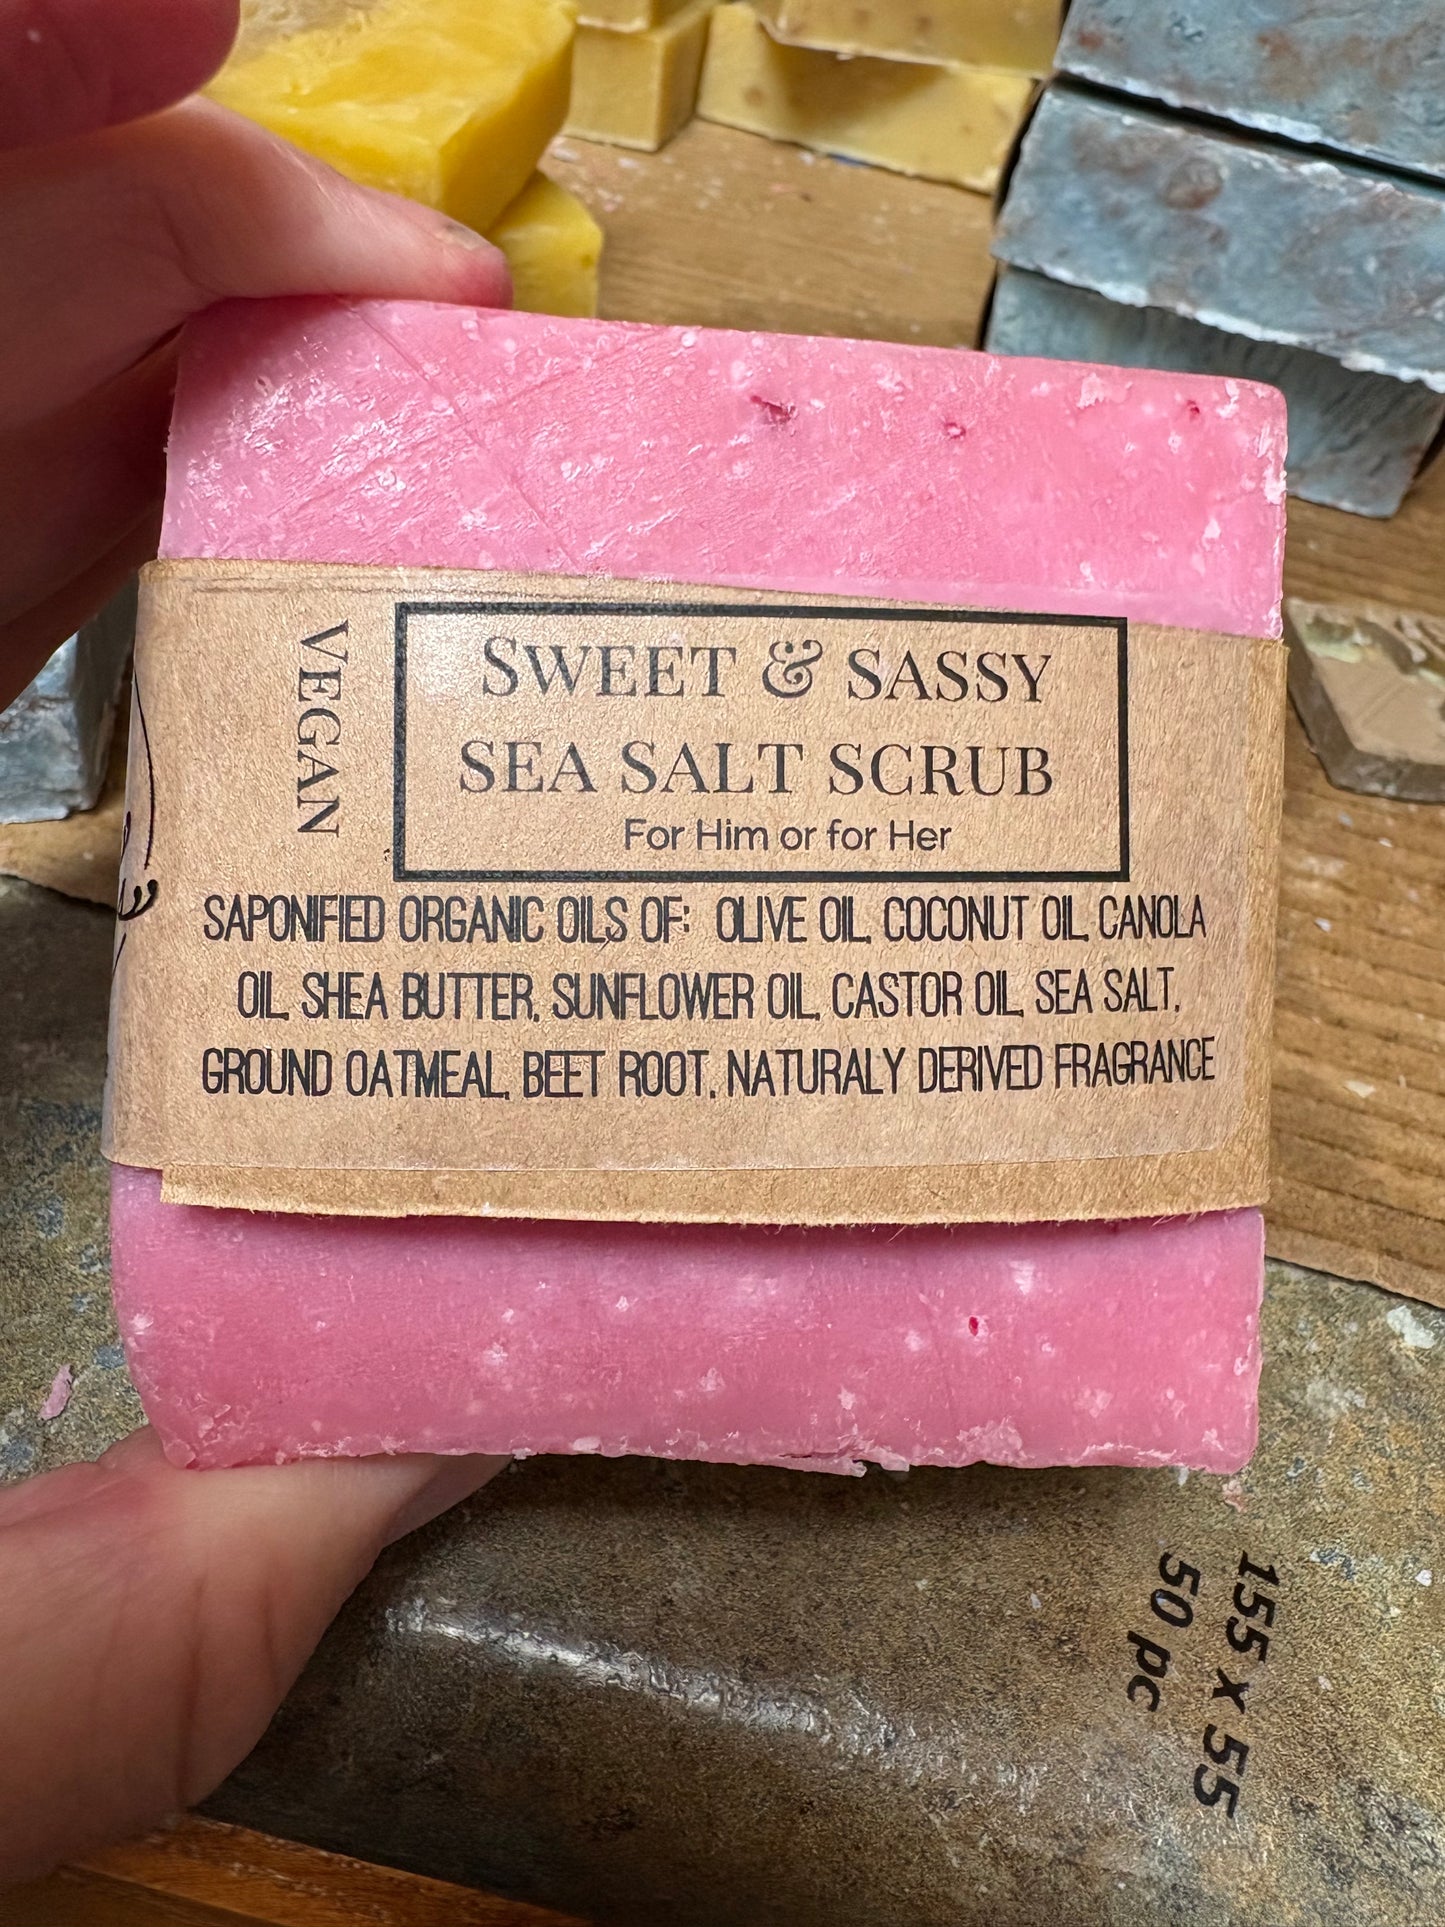 VEGAN
SWEET & SASSY
SEA SALT SCRUB
For Him or for Her
SAPONIFIED ORGANIC OILS OF: OLIVE OIL, COCONUT OIL, CANOLA
OIL, SHEA BUTTER, SUNFLOWER OIL, CASTOR OIL, SEA SALT,
GROUND OATMEAL, BEET ROOT, NATURALY DERIVED FRAGRANCE
155 x 55
50 pc